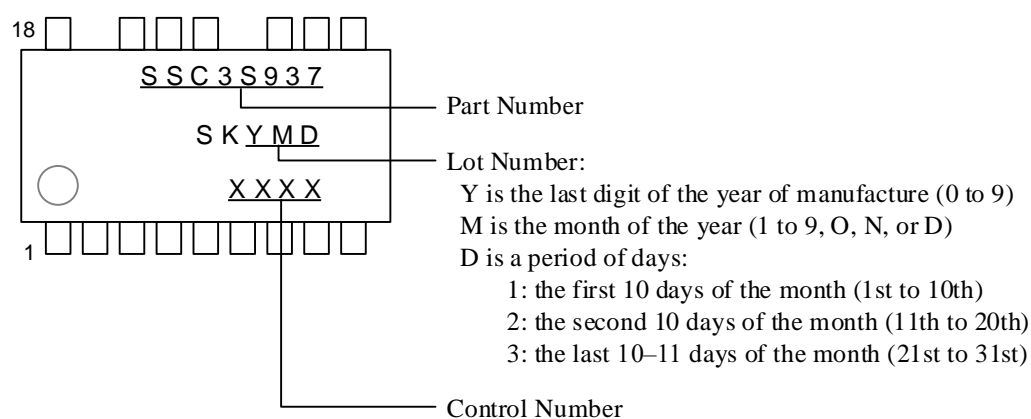 18
SSC3S937
Part Number
SKYMD
Lot Number:
Y is the last digit of the year of manufacture (0 to 9)
XXXX
M is the month of the year (1 to 9, O, N, or D)
1
D is a period of days:
1: the first 10 days of the month (1st to 10th)
2: the second 10 days of the month (11th to 20th)
3: the last 10–11 days of the month (21st to 31st)
Control Number